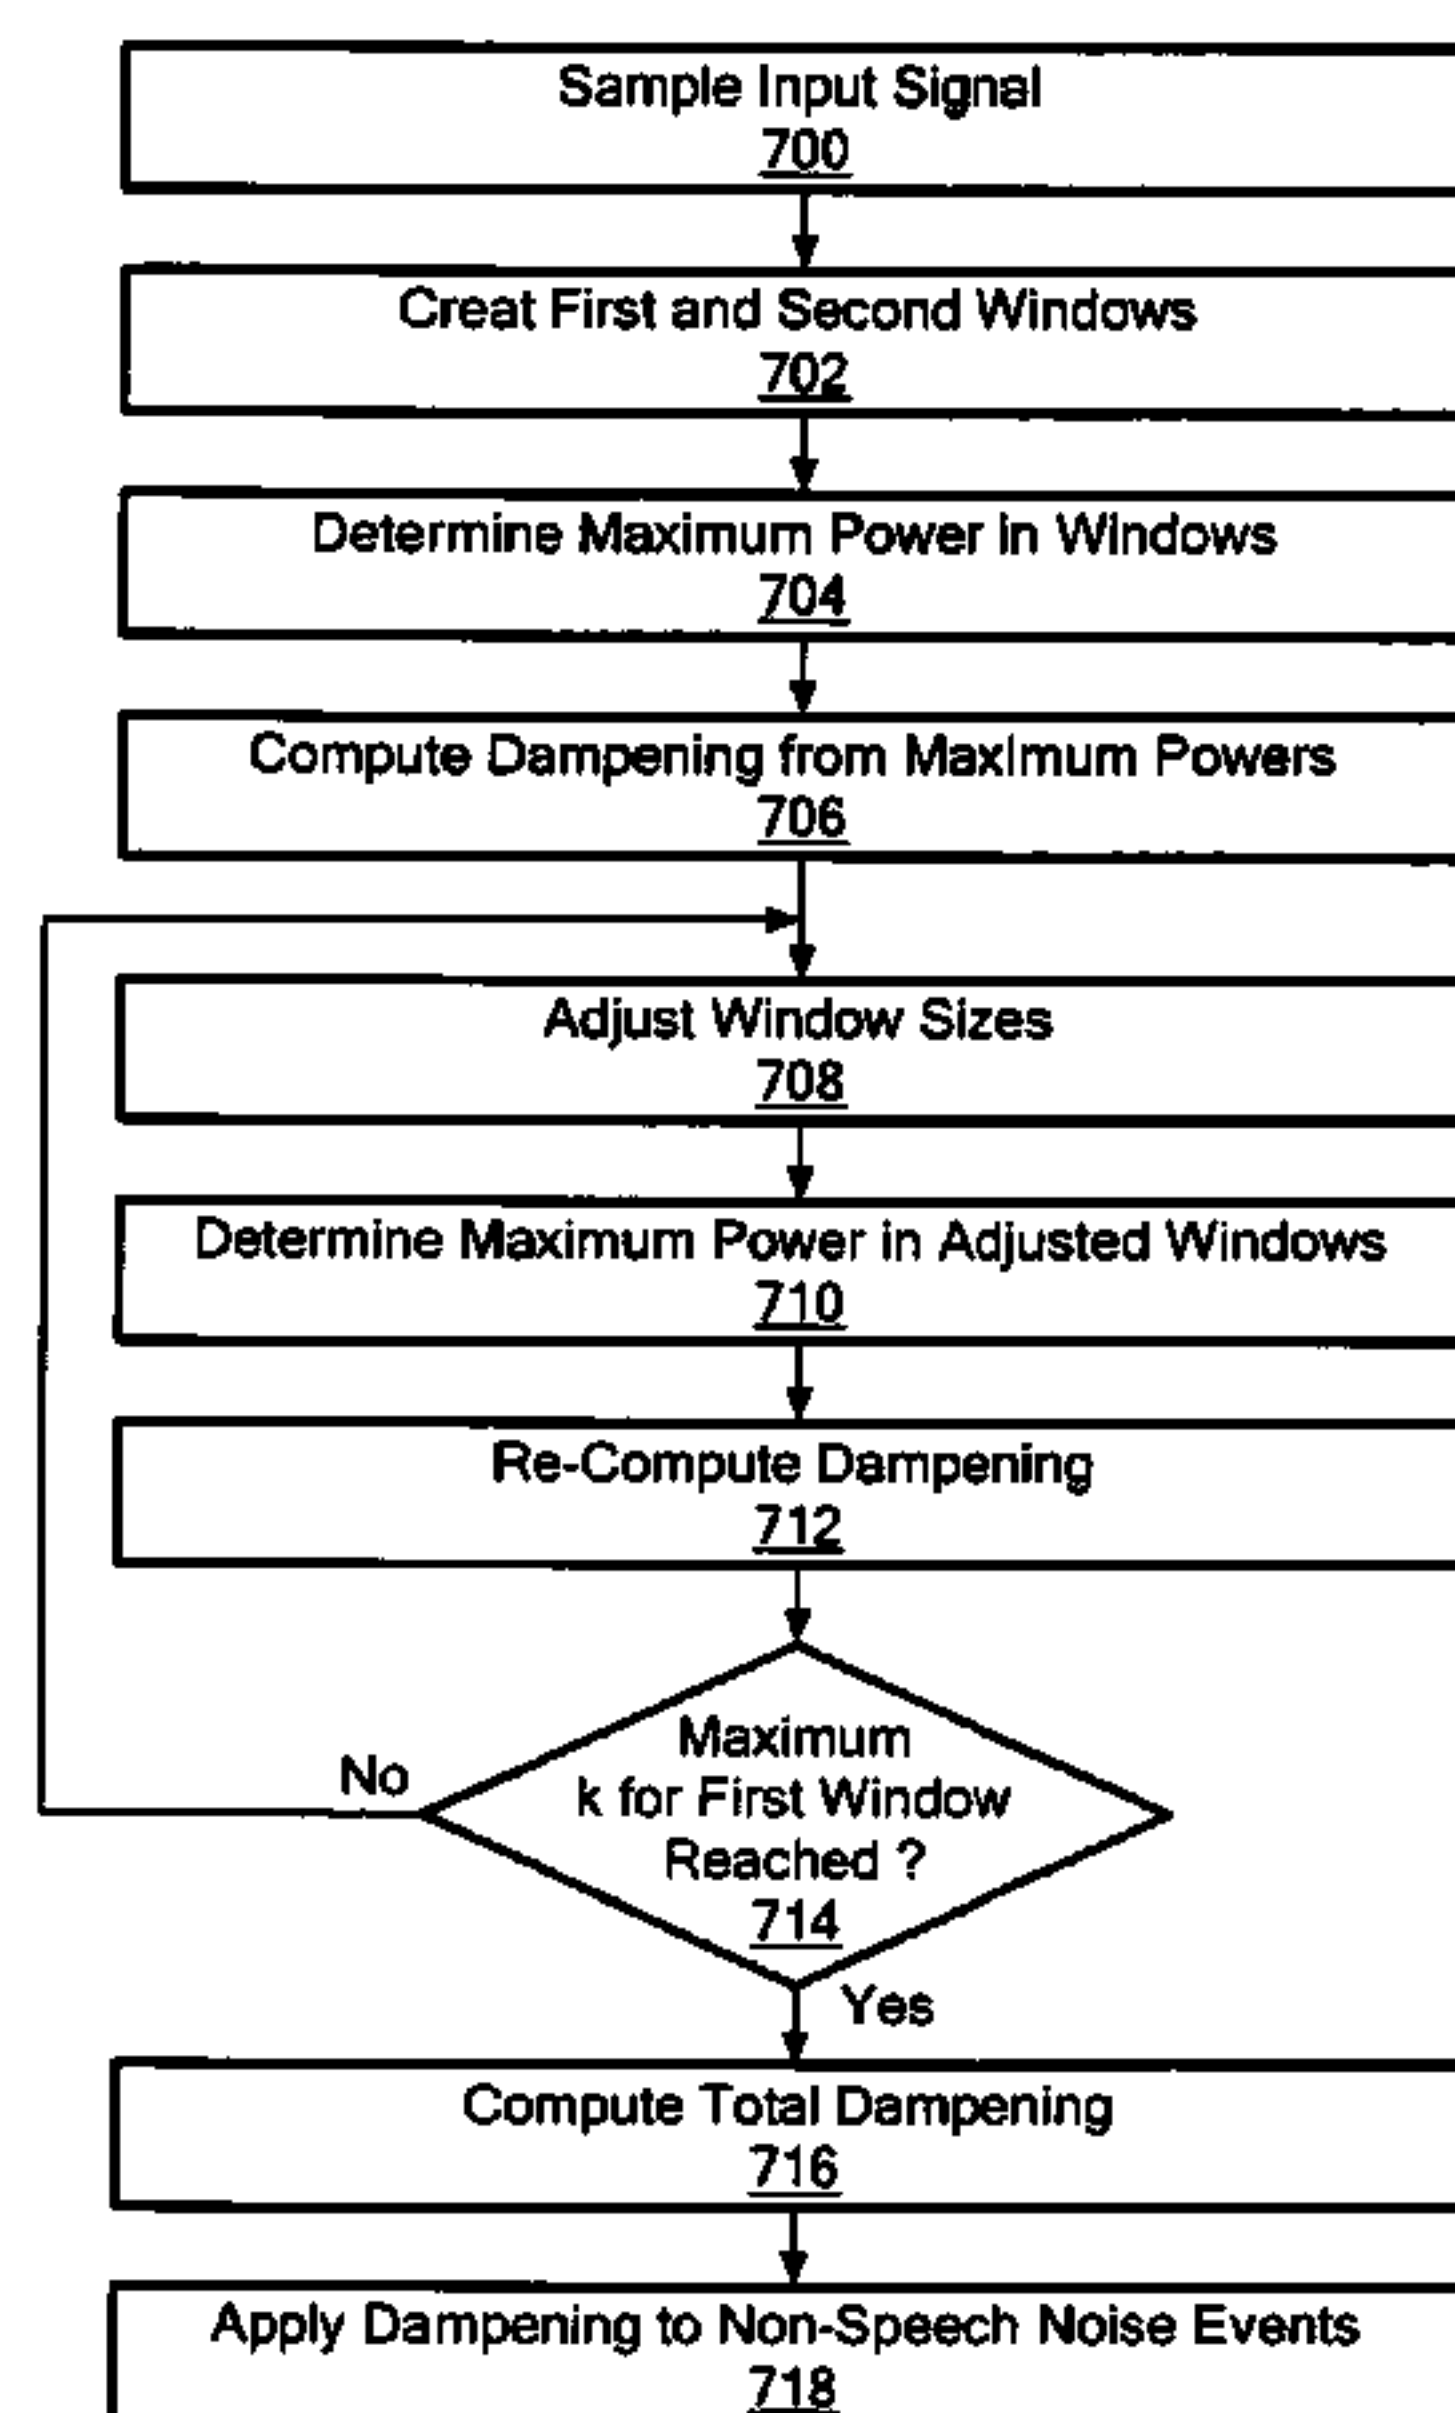 Sample Input Signal
700
Creat First and Second Windows
702
Determine Maximum Power in Windows
704
Compute Dampening from Maximum Powers
706
Adjust Window Sizes
708
Determine Maximum Power in Adjusted Windows
710
Re-Compute Dampening
712
Maximum
k for First Window
Reached ?
714
No
Yes
Compute Total Dampening
716
Apply Dampening to Non-Speech Noise Events
718